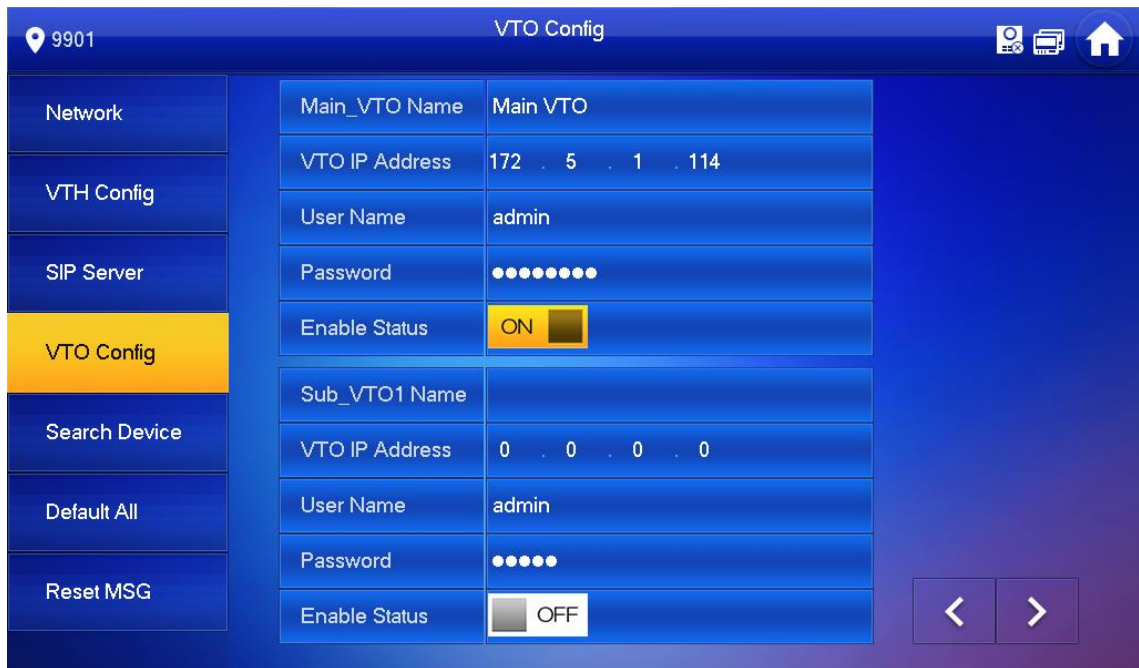 9901
VTO Config
Network
VTH Config
SIP Server
VTO Config
Search Device
Default All
Reset MSG
Main_VTO Name Main VTO
VTO IP Address 172 . 5 . 1 . 114
User Name admin
Password ●●●●●●●●
Enable Status ON
Sub_VTO1 Name
VTO IP Address 0 . 0 . 0 . 0
User Name admin
Password ●●●●●
Enable Status OFF